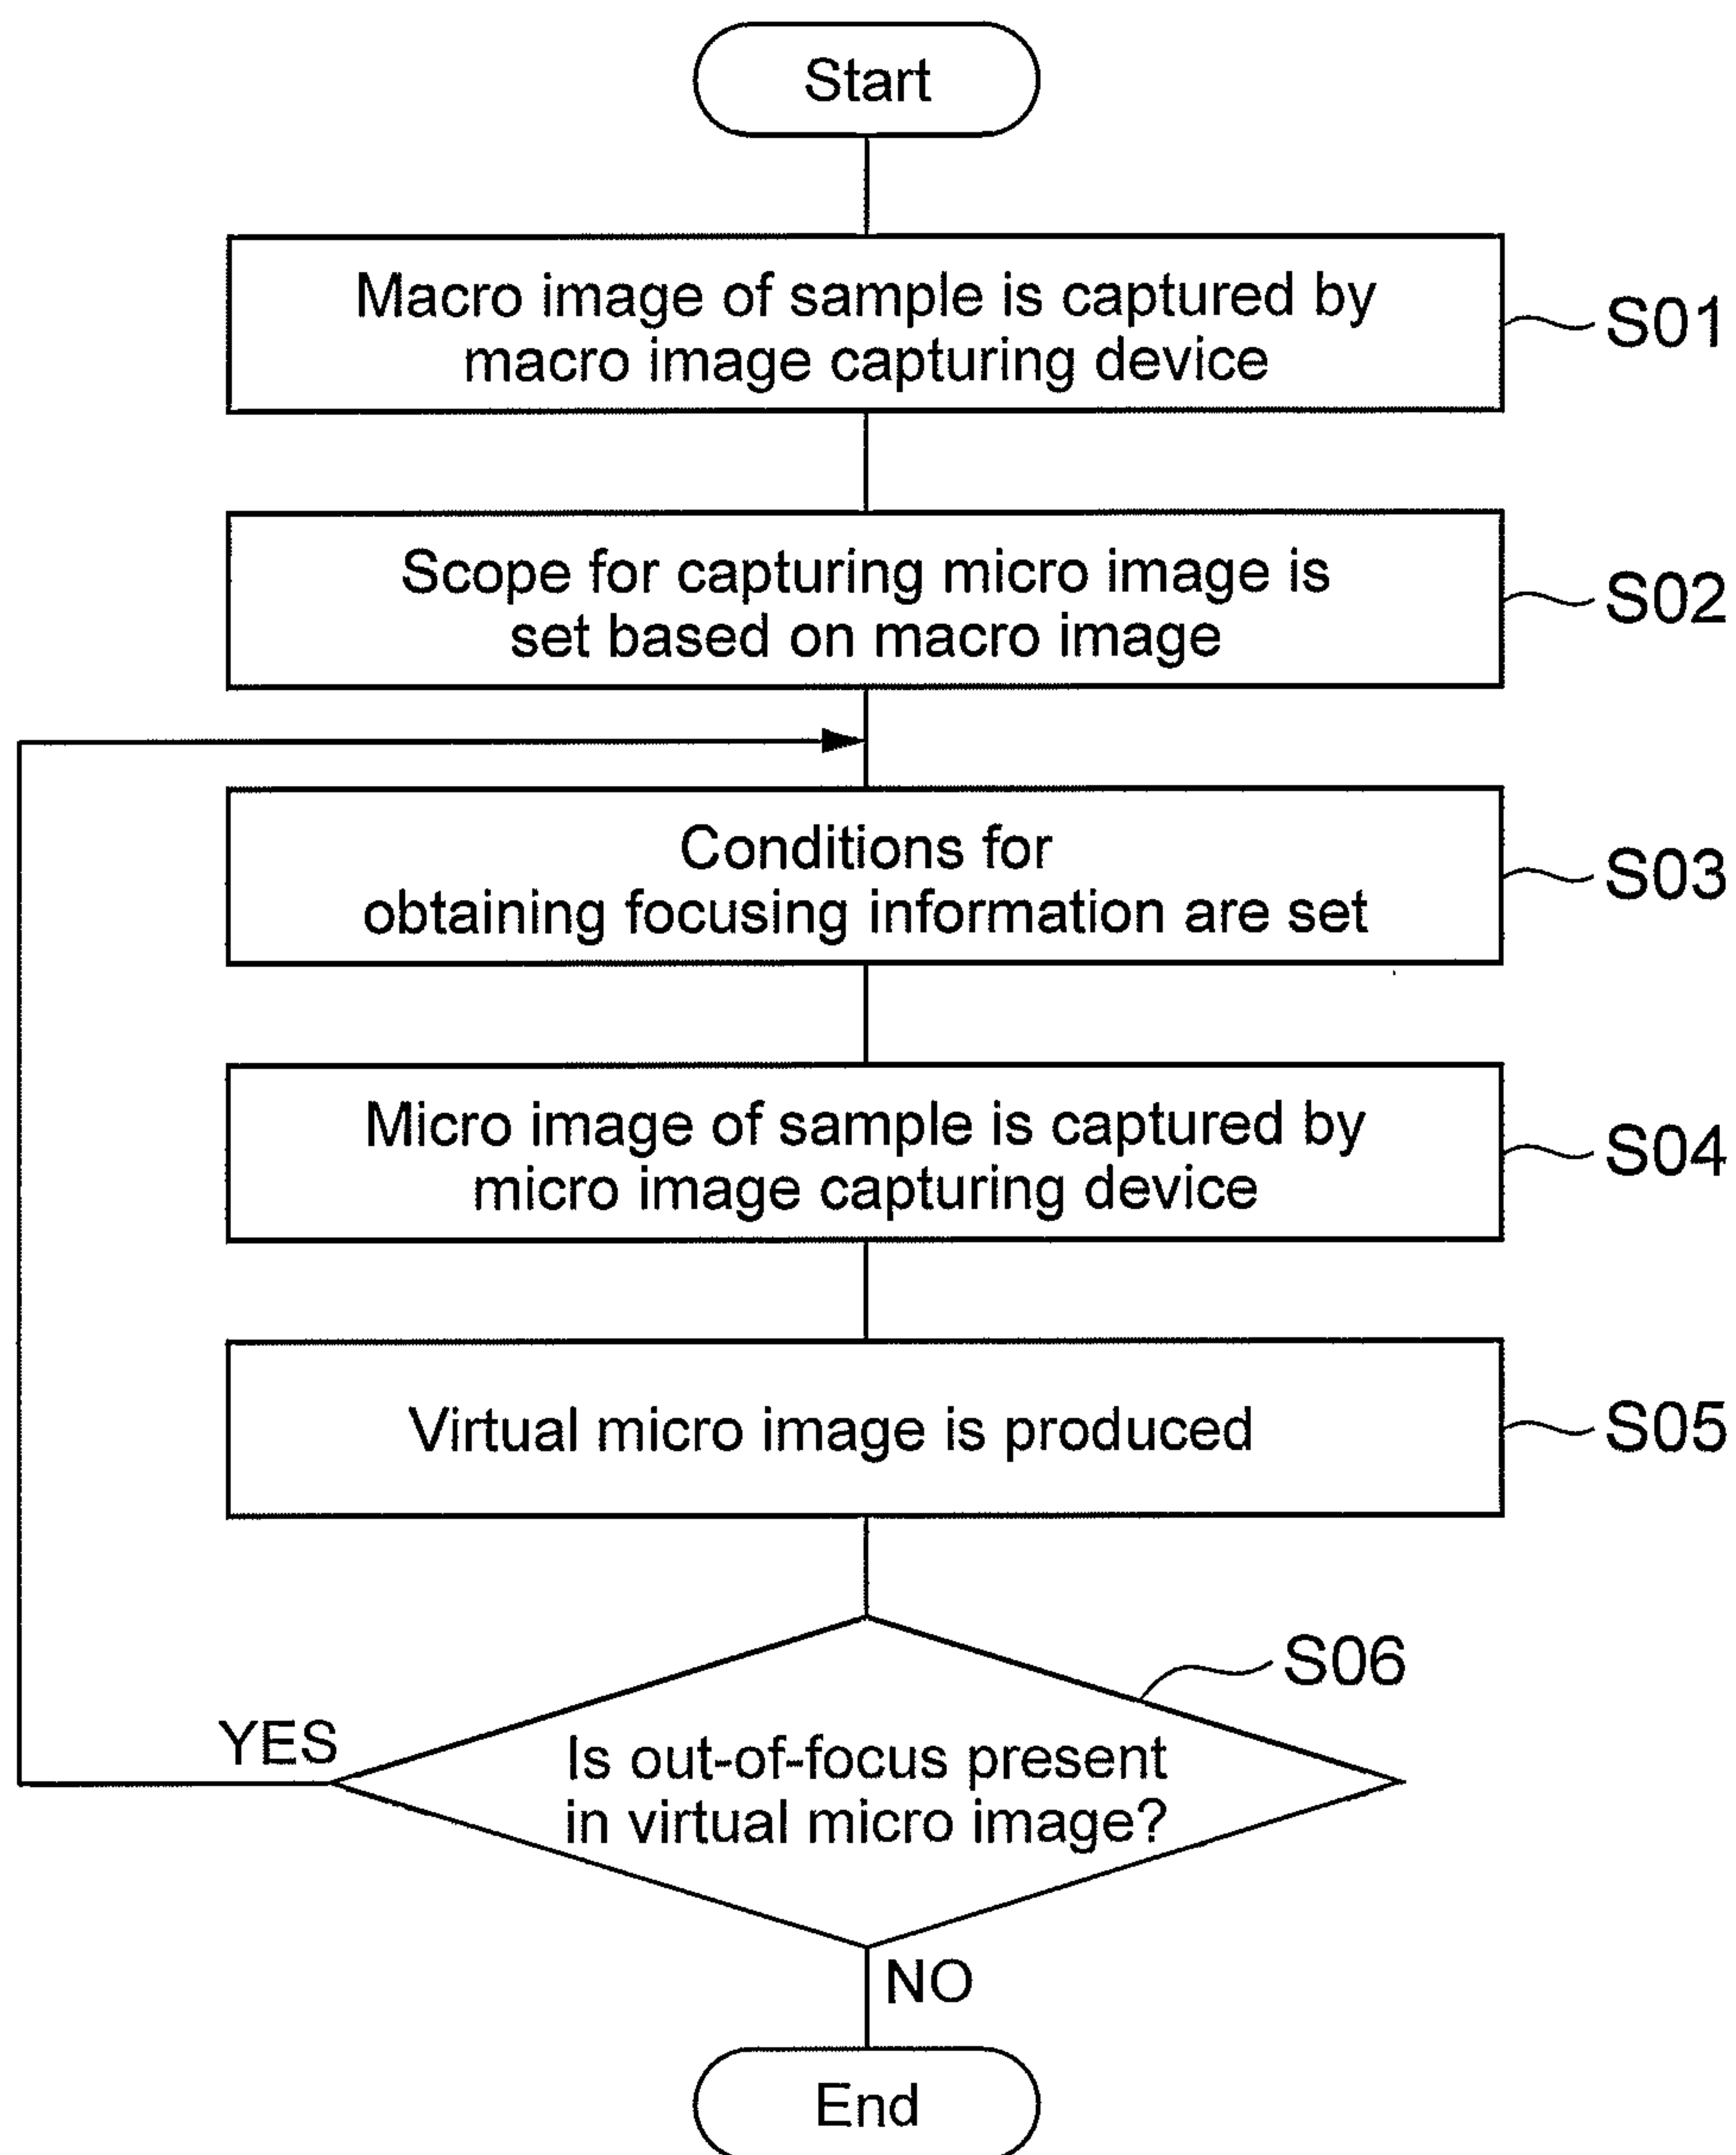 Start
Macro image of sample is captured by
macro image capturing device
S01
Scope for capturing micro image is
set based on macro image
S02
Conditions for
obtaining focusing information are set
S03
Micro image of sample is captured by
micro image capturing device
S04
Virtual micro image is produced
S05
S06
YES
Is out-of-focus present
in virtual micro image?
NO
End